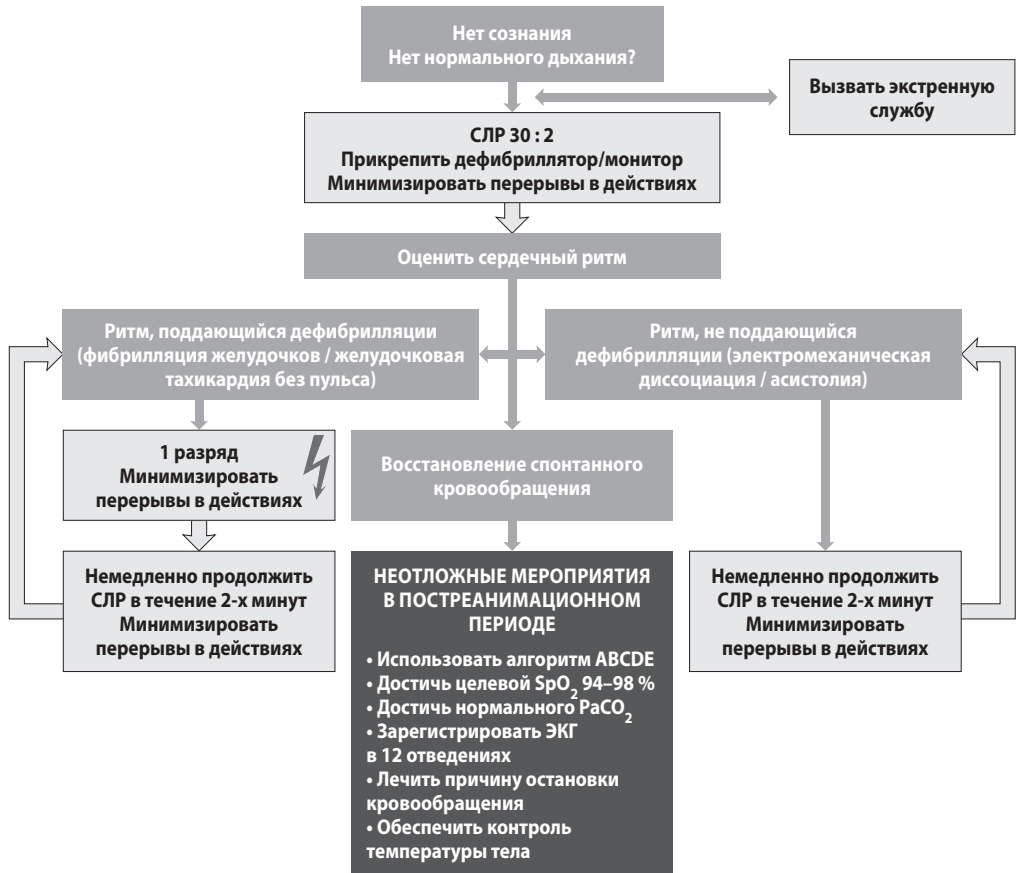 Нет сознания
Нет нормального дыхания?
Вызвать экстренную
службу
СЛР 30 : 2
Прикрепить дефибриллятор/монитор
Минимизировать перерывы в действиях
Оценить сердечный ритм
Ритм, поддающийся дефибрилляции
(фибрилляция желудочков / желудочковая
тахикардия без пульса)
Ритм, не поддающийся
дефибрилляции (электромеханическая
диссоциация / асистолия)
1 разряд
Минимизировать
перерывы в действиях
Восстановление спонтанного
кровообращения
Немедленно продолжить
СЛР в течение 2-х минут
Минимизировать
перерывы в действиях
НЕОТЛОЖНЫЕ МЕРОПРИЯТИЯ
В ПОСТРЕАНИМАЦИОННОМ
ПЕРИОДЕ
• Использовать алгоритм ABCDE
• Достичь целевой SpO₂ 94–98 %
• Достичь нормального PaCO₂
• Зарегистрировать ЭКГ
в 12 отведениях
• Лечить причину остановки
кровообращения
• Обеспечить контроль
температуры тела
Немедленно продолжить
СЛР в течение 2-х минут
Минимизировать
перерывы в действиях